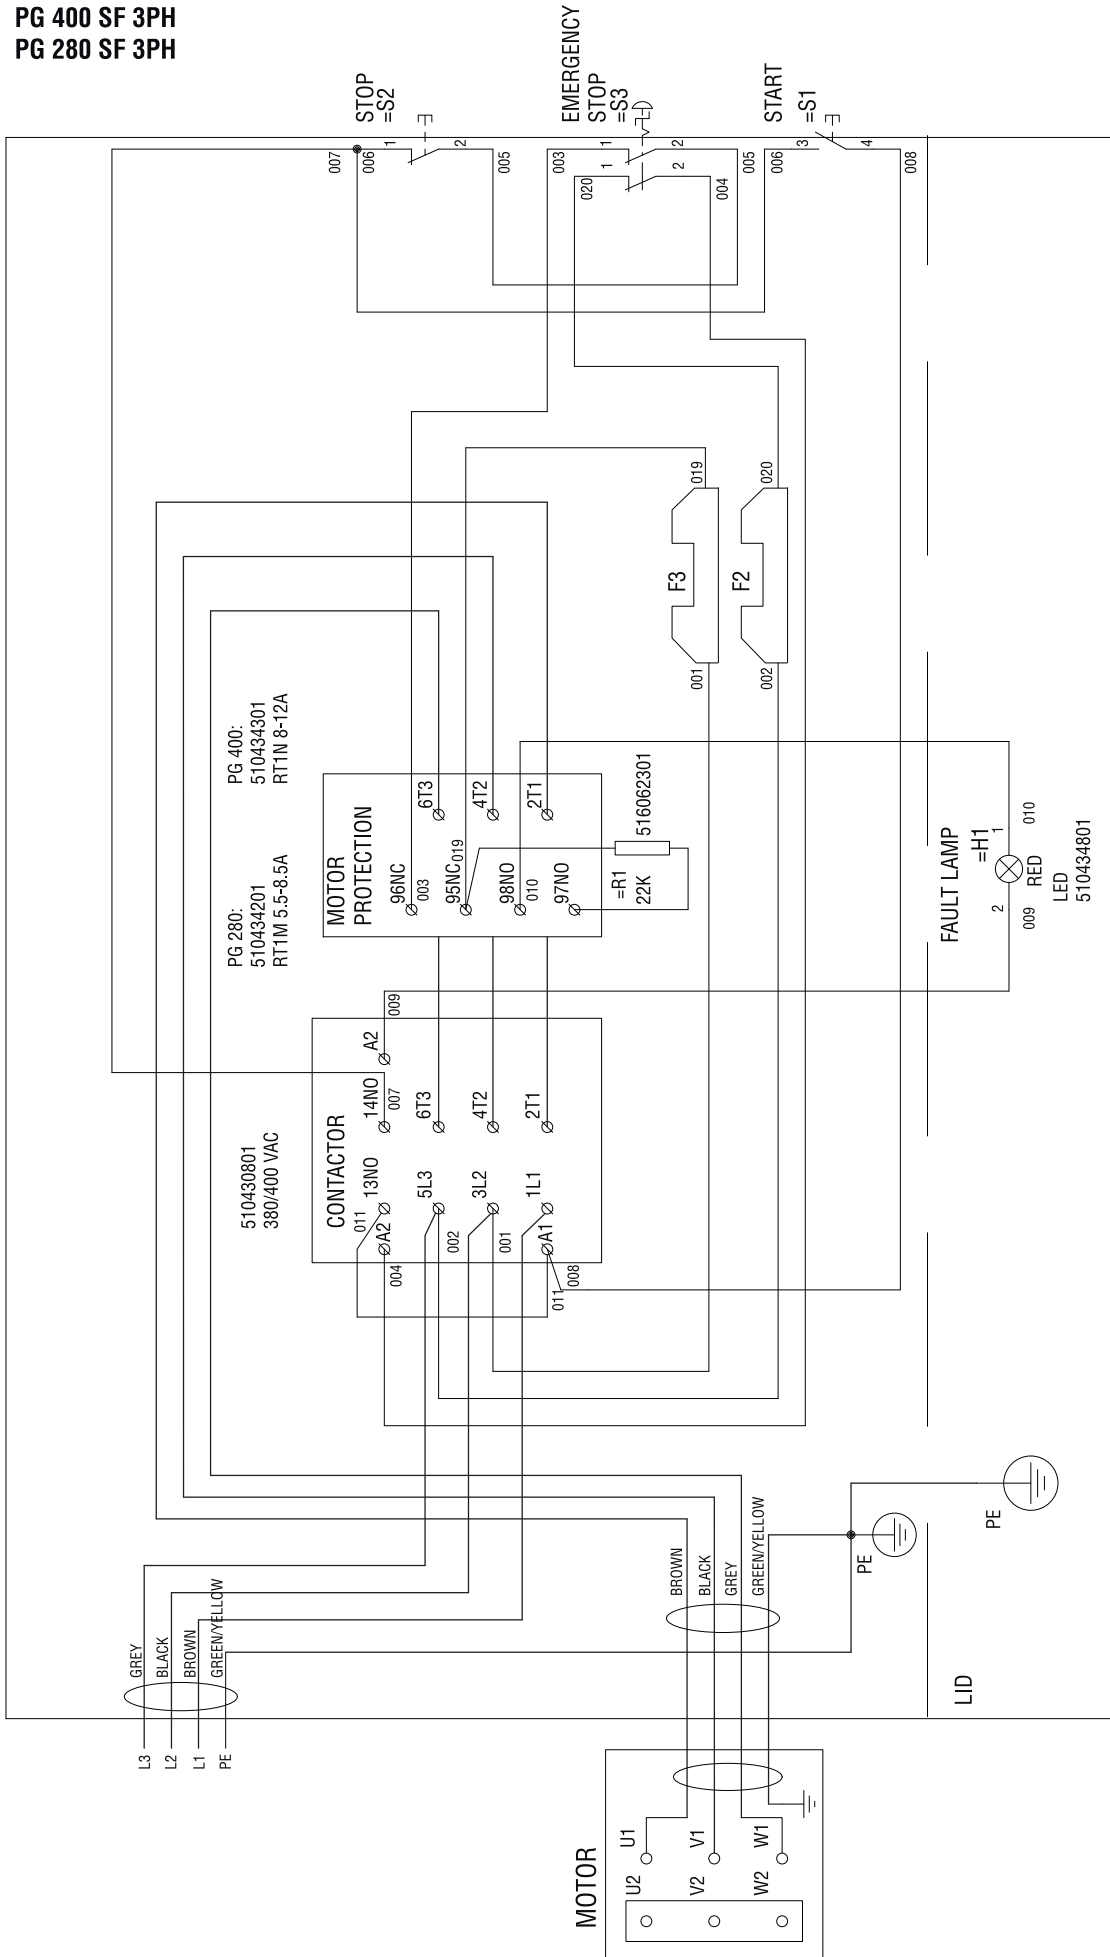 PG 400 SF 3PH
PG 280 SF 3PH
STOP
=S2
EMERGENCY
STOP
=S3
START
=S1
007
006
1
2
005
003
1
2
005
020
1
2
004
006
3
4
008
019
F3
001
020
F2
002
PG 400:
510434301
RT1N 8-12A
PG 280:
510434201
RT1M 5.5-8.5A
MOTOR
PROTECTION
96NC
003
95NC
019
98NO
010
97NO
6T3
4T2
2T1
=R1
22K
516062301
FAULT LAMP
=H1
1
010
2
009
RED
LED
510434801
510430801
380/400 VAC
CONTACTOR
13NO
14NO
007
A2
009
011
A2
004
5L3
6T3
002
3L2
4T2
001
1L1
2T1
A1
008
011
GREY
BLACK
BROWN
GREEN/YELLOW
L3
L2
L1
PE
BROWN
BLACK
GREY
GREEN/YELLOW
PE
PE
LID
MOTOR
U2
U1
V2
V1
W2
W1